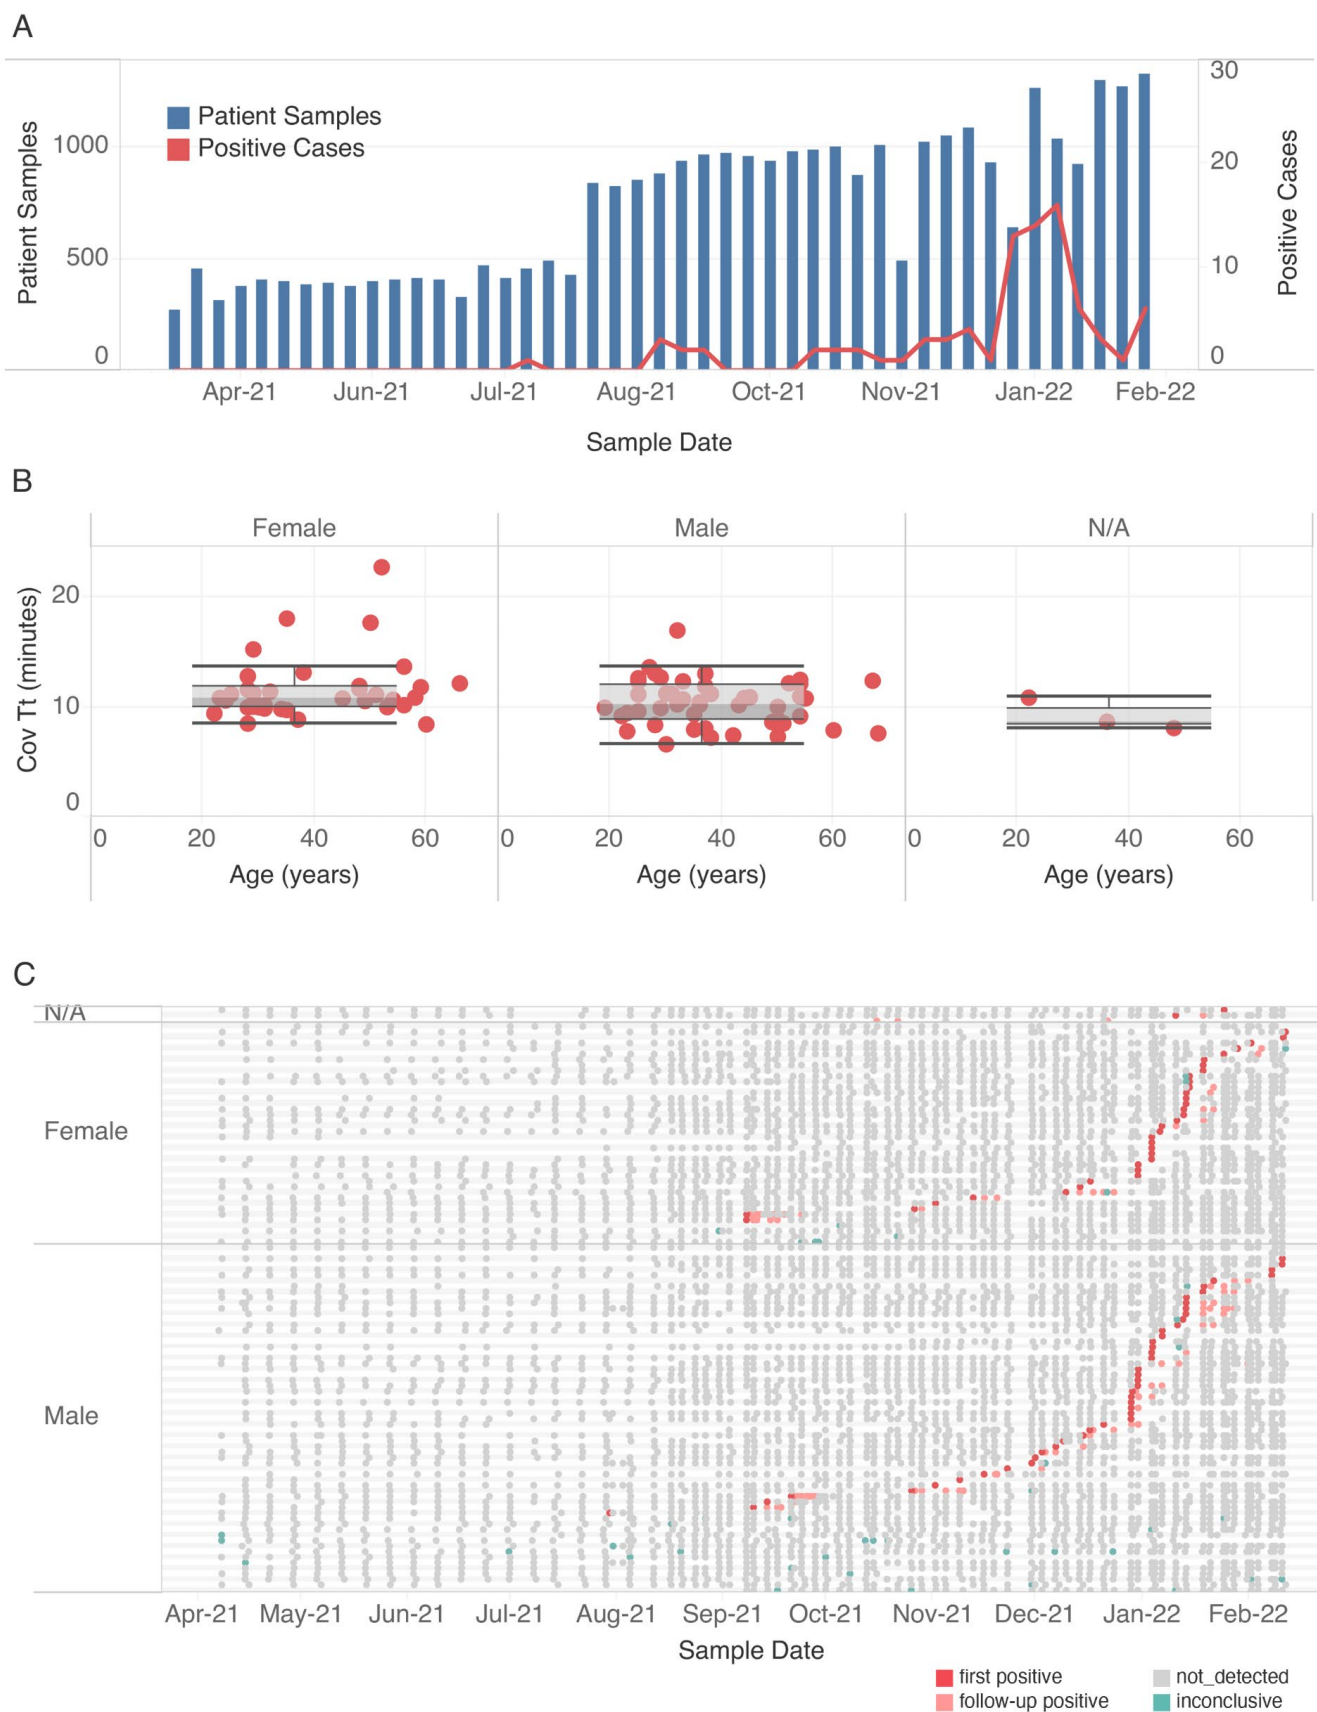 A
Patient Samples
1000
500
0
Patient Samples
Positive Cases
30
20
10
0
Positive Cases
Apr-21 Jun-21 Jul-21 Aug-21 Oct-21 Nov-21 Jan-22 Feb-22
Sample Date
B
Female Male N/A
Cov Tt (minutes)
20
10
0
0 20 40 60 0 20 40 60 0 20 40 60
Age (years) Age (years) Age (years)
C
N/A
Female
Male
Apr-21 May-21 Jun-21 Jul-21 Aug-21 Sep-21 Oct-21 Nov-21 Dec-21 Jan-22 Feb-22
Sample Date
first positive not_detected
follow-up positive inconclusive